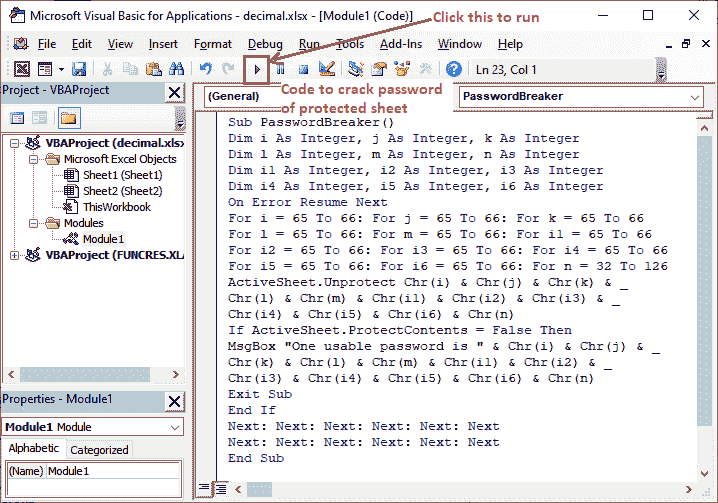 Microsoft Visual Basic for Applications - decimal.xlsx - [Module1 (Code)]
Click this to run
File Edit View Insert Format Debug Run Tools Add-Ins Window Help
Ln 23, Col 1
Project - VBAProject
Code to crack password
of protected sheet
(General)
PasswordBreaker
VBAProject (decimal.xlsx
Microsoft Excel Objects
Sheet1 (Sheet1)
Sheet2 (Sheet2)
ThisWorkbook
Modules
Module1
VBAProject (FUNCRES.XLA
Properties - Module1
Module1 Module
Alphabetic Categorized
(Name) Module1
Sub PasswordBreaker()
Dim i As Integer, j As Integer, k As Integer
Dim l As Integer, m As Integer, n As Integer
Dim i1 As Integer, i2 As Integer, i3 As Integer
Dim i4 As Integer, i5 As Integer, i6 As Integer
On Error Resume Next
For i = 65 To 66: For j = 65 To 66: For k = 65 To 66
For l = 65 To 66: For m = 65 To 66: For i1 = 65 To 66
For i2 = 65 To 66: For i3 = 65 To 66: For i4 = 65 To 66
For i5 = 65 To 66: For i6 = 65 To 66: For n = 32 To 126
ActiveSheet.Unprotect Chr(i) & Chr(j) & Chr(k) & _
Chr(l) & Chr(m) & Chr(i1) & Chr(i2) & Chr(i3) & _
Chr(i4) & Chr(i5) & Chr(i6) & Chr(n)
If ActiveSheet.ProtectContents = False Then
MsgBox "One usable password is " & Chr(i) & Chr(j) & _
Chr(k) & Chr(l) & Chr(m) & Chr(i1) & Chr(i2) & _
Chr(i3) & Chr(i4) & Chr(i5) & Chr(i6) & Chr(n)
Exit Sub
End If
Next: Next: Next: Next: Next: Next
Next: Next: Next: Next: Next: Next
End Sub